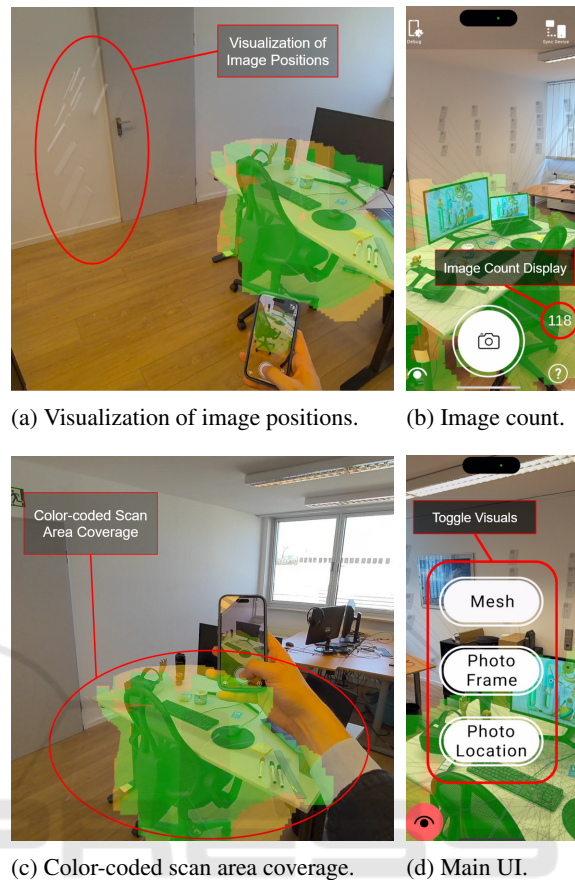 Visualization of
Image Positions
(a) Visualization of image positions.
Debug
Sync Device
Image Count Display
118
?
(b) Image count.
Color-coded Scan
Area Coverage
(c) Color-coded scan area coverage.
Toggle Visuals
Mesh
Photo
Frame
Photo
Location
(d) Main UI.